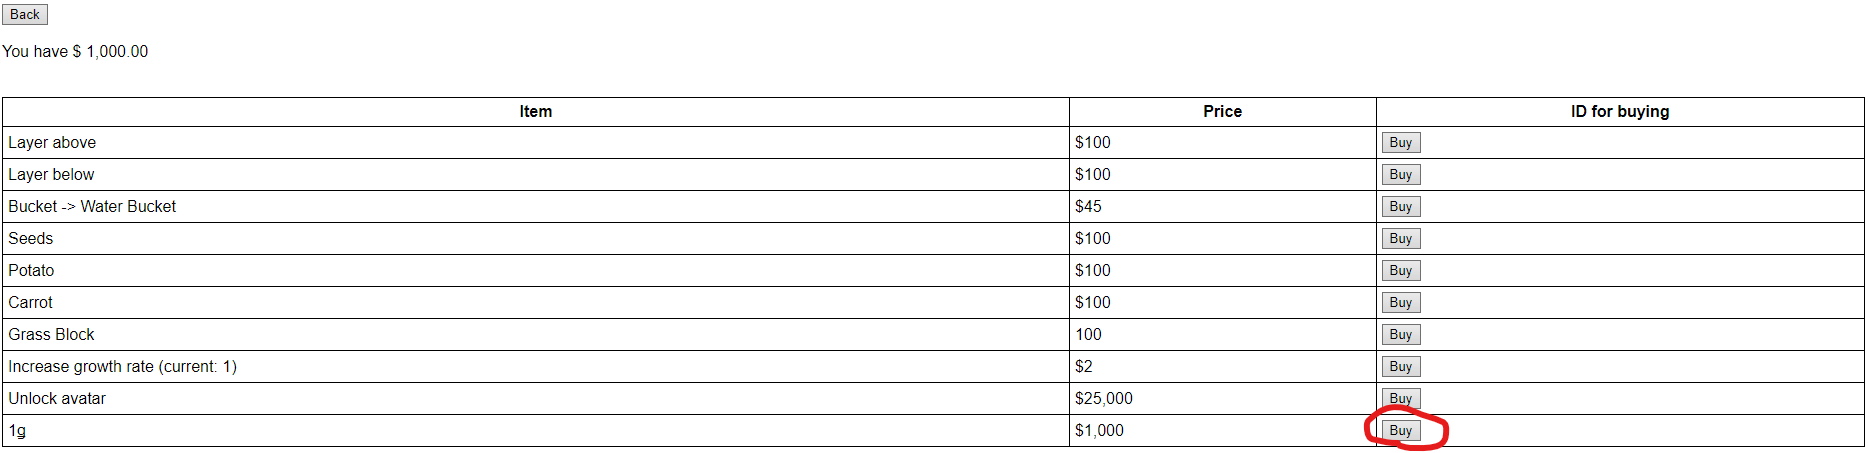 Back
You have $ 1,000.00
Item Price ID for buying
Layer above $100 Buy
Layer below $100 Buy
Bucket -> Water Bucket $45 Buy
Seeds $100 Buy
Potato $100 Buy
Carrot $100 Buy
Grass Block 100 Buy
Increase growth rate (current: 1) $2 Buy
Unlock avatar $25,000 Buy
1g $1,000 Buy